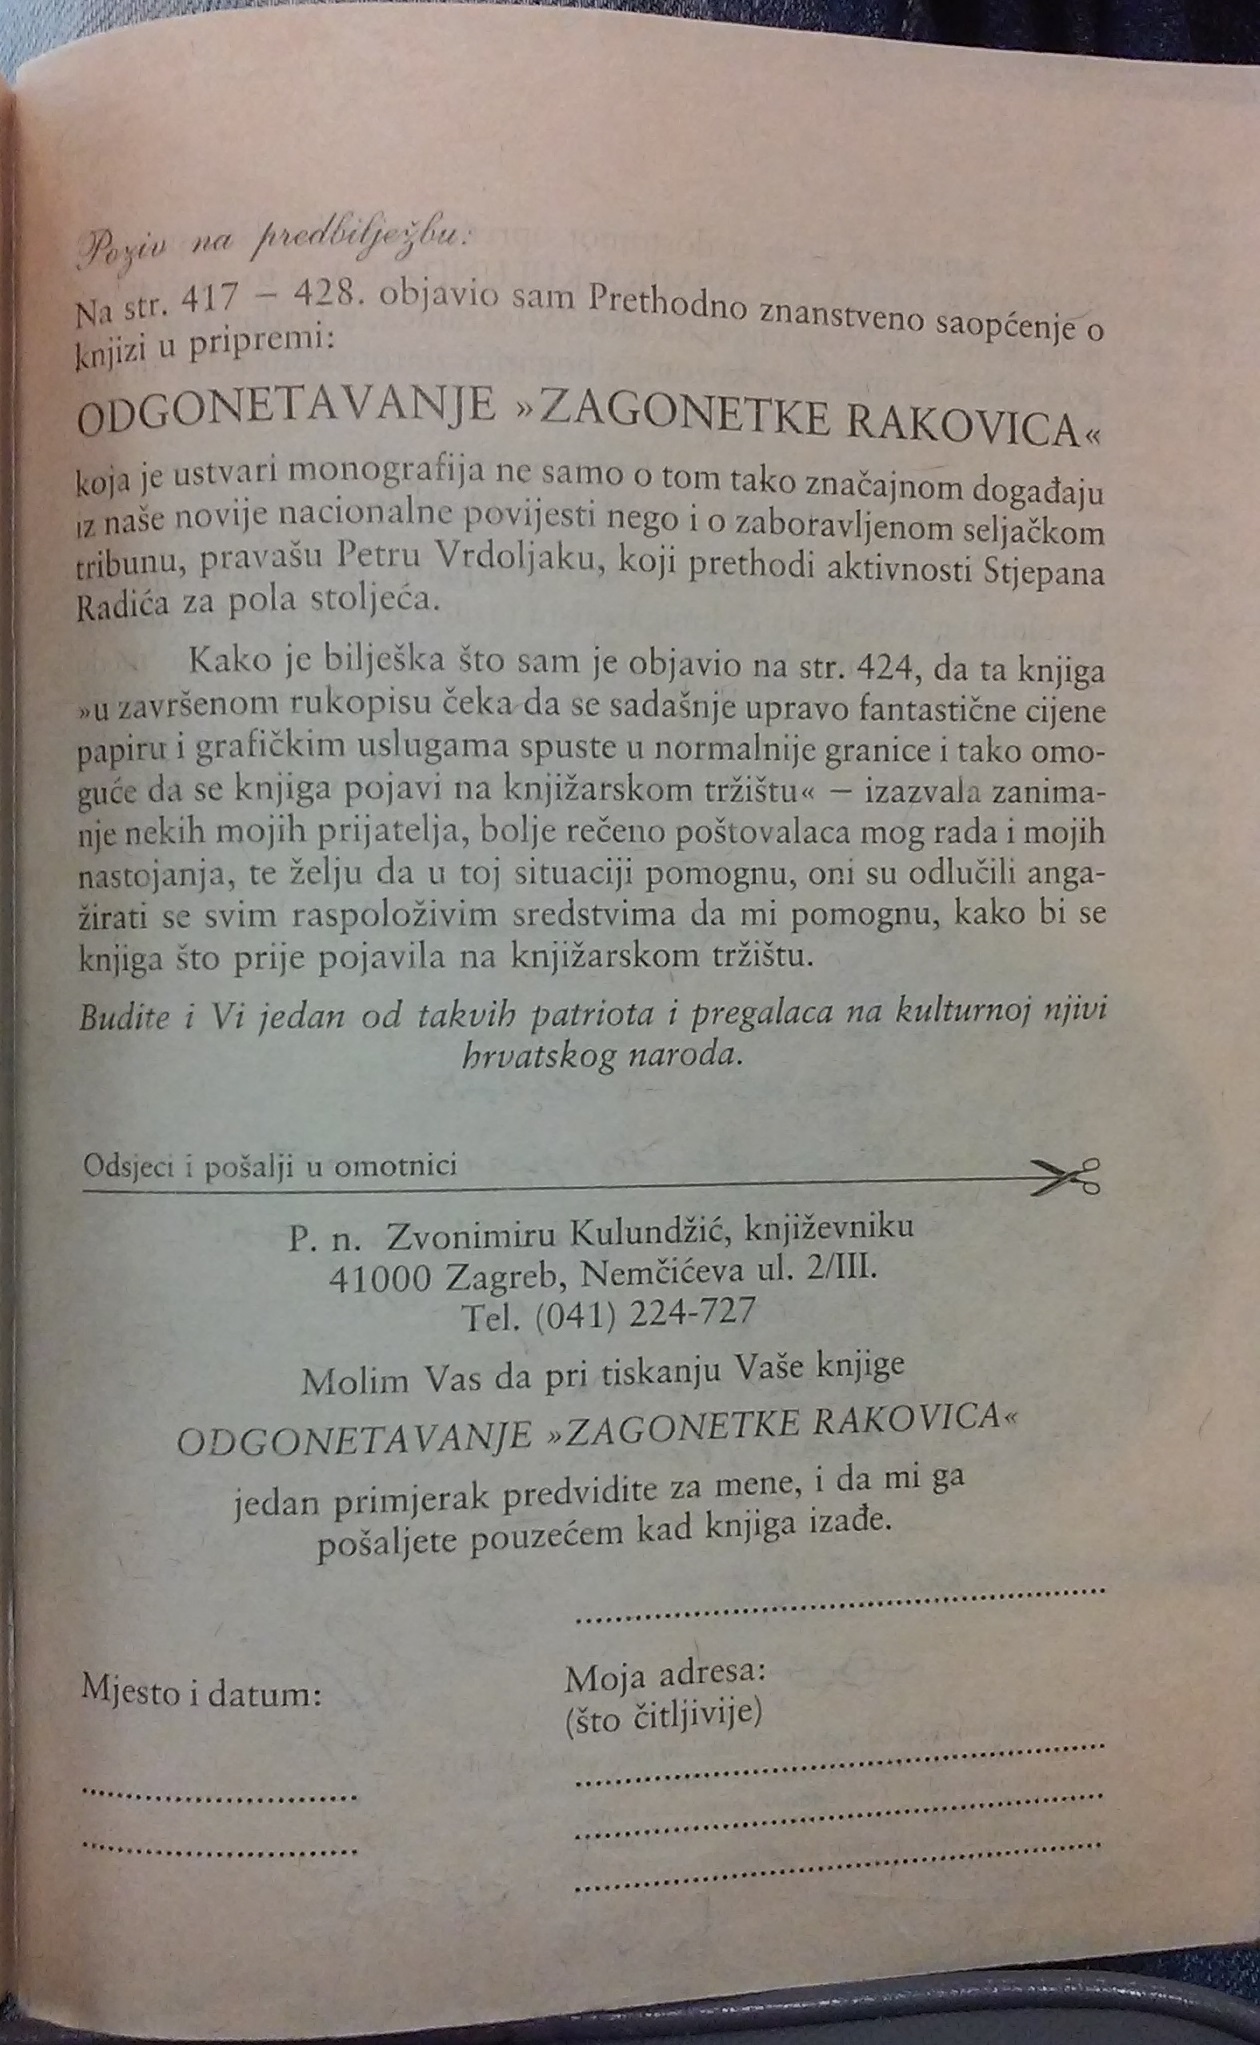 Poziv na predbilježbu:
Na str. 417 – 428. objavio sam Prethodno znanstveno saopćenje o
knjizi u pripremi:
ODGONETAVANJE »ZAGONETKE RAKOVICA«
koja je ustvari monografija ne samo o tom tako značajnom događaju
iz naše novije nacionalne povijesti nego i o zaboravljenom seljačkom
tribunu, pravašu Petru Vrdoljaku, koji prethodi aktivnosti Stjepana
Radića za pola stoljeća.
Kako je bilješka što sam je objavio na str. 424, da ta knjiga
»u završenom rukopisu čeka da se sadašnje upravo fantastične cijene
papiru i grafičkim uslugama spuste u normalnije granice i tako omo-
guće da se knjiga pojavi na knjižarskom tržištu« – izazvala zanima-
nje nekih mojih prijatelja, bolje rečeno poštovalaca mog rada i mojih
nastojanja, te želju da u toj situaciji pomognu, oni su odlučili anga-
žirati se svim raspoloživim sredstvima da mi pomognu, kako bi se
knjiga što prije pojavila na knjižarskom tržištu.
Budite i Vi jedan od takvih patriota i pregalaca na kulturnoj njivi
hrvatskog naroda.
Odsjeci i pošalji u omotnici
P. n. Zvonimiru Kulundžić, književniku
41000 Zagreb, Nemčićeva ul. 2/III.
Tel. (041) 224-727
Molim Vas da pri tiskanju Vaše knjige
ODGONETAVANJE »ZAGONETKE RAKOVICA«
jedan primjerak predvidite za mene, i da mi ga
pošaljete pouzećem kad knjiga izađe.
Mjesto i datum:
Moja adresa:
(što čitljivije)